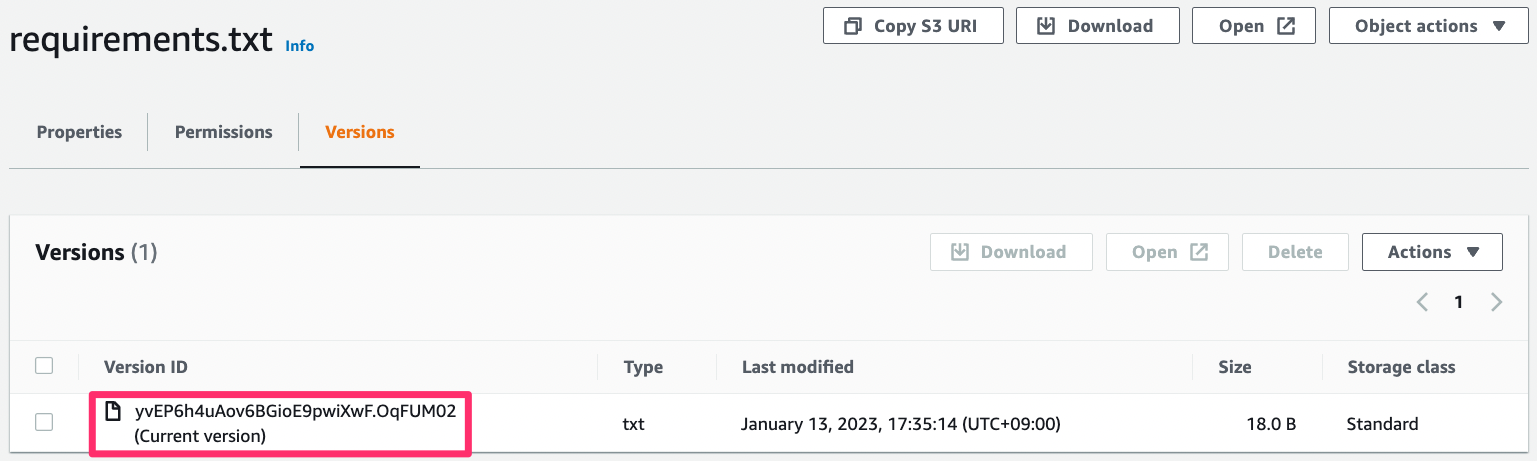 requirements.txt Info
Copy S3 URI Download Open Object actions
Properties Permissions Versions
Versions (1)
Download Open Delete Actions
1
Version ID Type Last modified Size Storage class
yvEP6h4uAov6BGioE9pwiXwF.OqFUM02
(Current version)
txt January 13, 2023, 17:35:14 (UTC+09:00) 18.0 B Standard